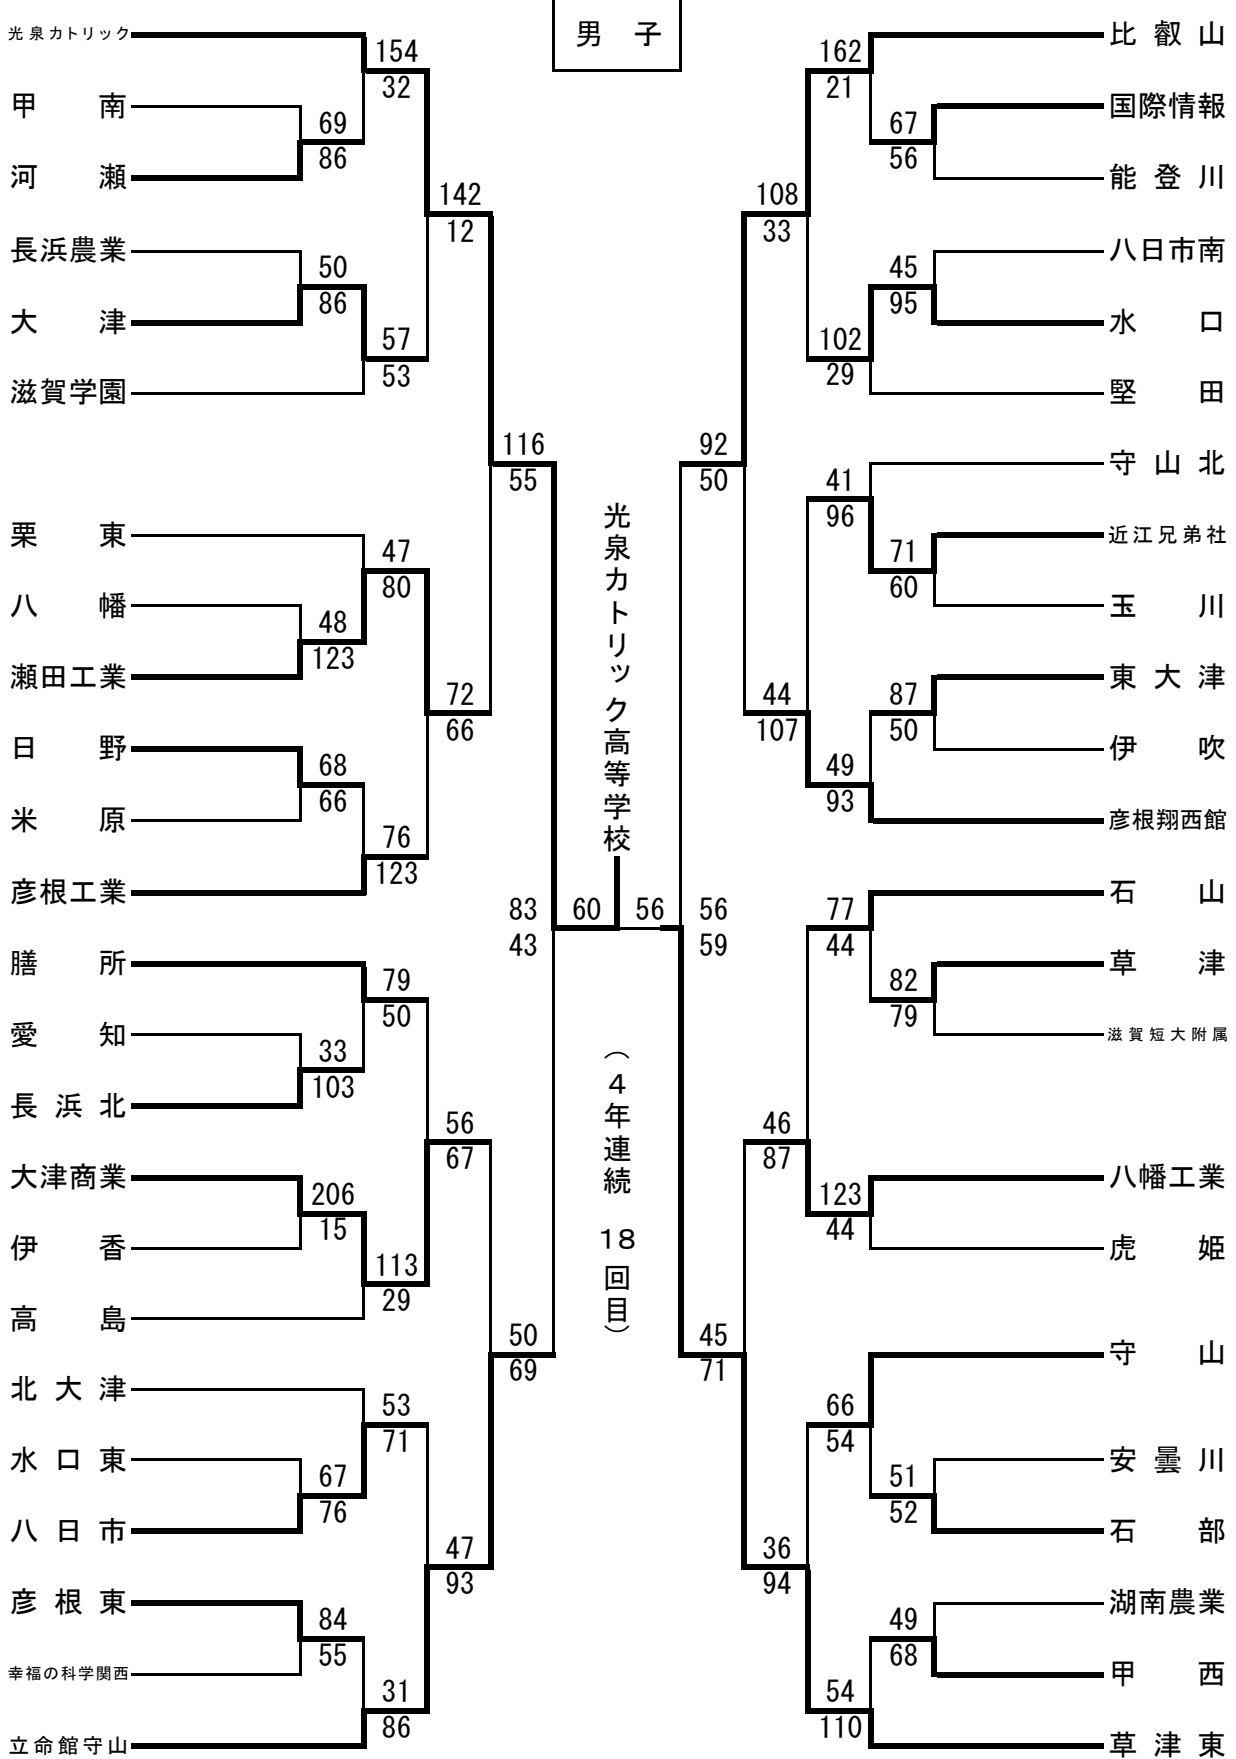 男 子
光泉カトリック
154
32
甲 南
69
86
河 瀬
142
12
長浜農業
50
86
大 津
57
53
滋賀学園
116
55
栗 東
47
80
八 幡
48
123
瀬田工業
72
66
日 野
68
66
米 原
76
123
彦根工業
83
43
膳 所
79
50
愛 知
33
103
長 浜 北
56
67
大津商業
206
15
伊 香
113
29
高 島
50
69
北 大 津
53
71
水 口 東
67
76
八 日 市
47
93
彦 根 東
84
55
幸福の科学関西
31
86
立命館守山
光泉カトリック高等学校
60
56
（４年連続 18回目）
比 叡 山
162
21
国際情報
67
56
能 登 川
108
33
八日市南
45
95
水 口
102
29
堅 田
92
50
守 山 北
41
96
近江兄弟社
71
60
玉 川
44
107
東 大 津
87
50
伊 吹
49
93
彦根翔西館
56
59
石 山
77
44
草 津
82
79
滋賀短大附属
46
87
八幡工業
123
44
虎 姫
45
71
守 山
66
54
安 曇 川
51
52
石 部
36
94
湖南農業
49
68
甲 西
54
110
草 津 東